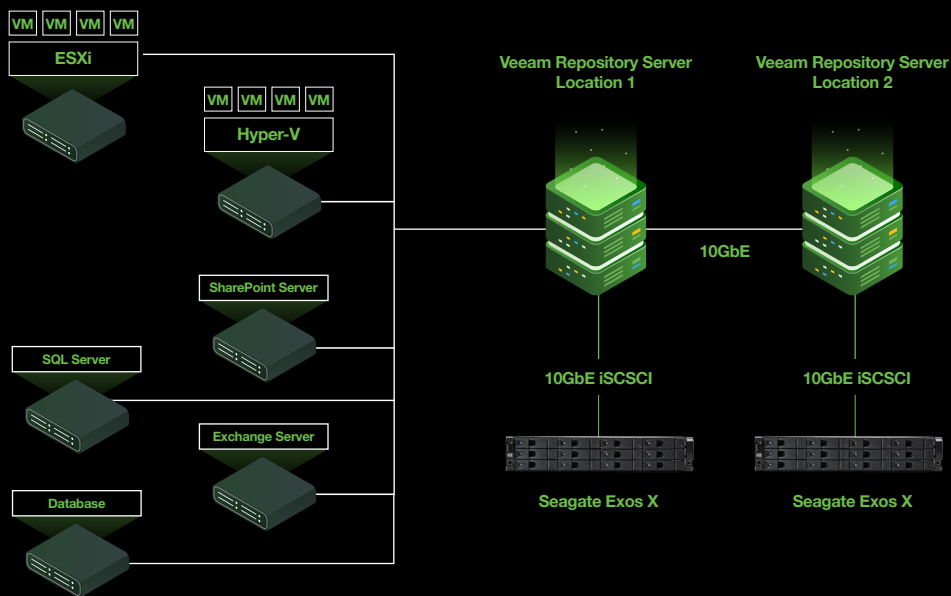 VM VM VM VM
ESXi
VM VM VM VM
Hyper-V
SharePoint Server
SQL Server
Exchange Server
Database
Veeam Repository Server
Location 1
Veeam Repository Server
Location 2
10GbE
10GbE iSCSCI
10GbE iSCSCI
Seagate Exos X
Seagate Exos X